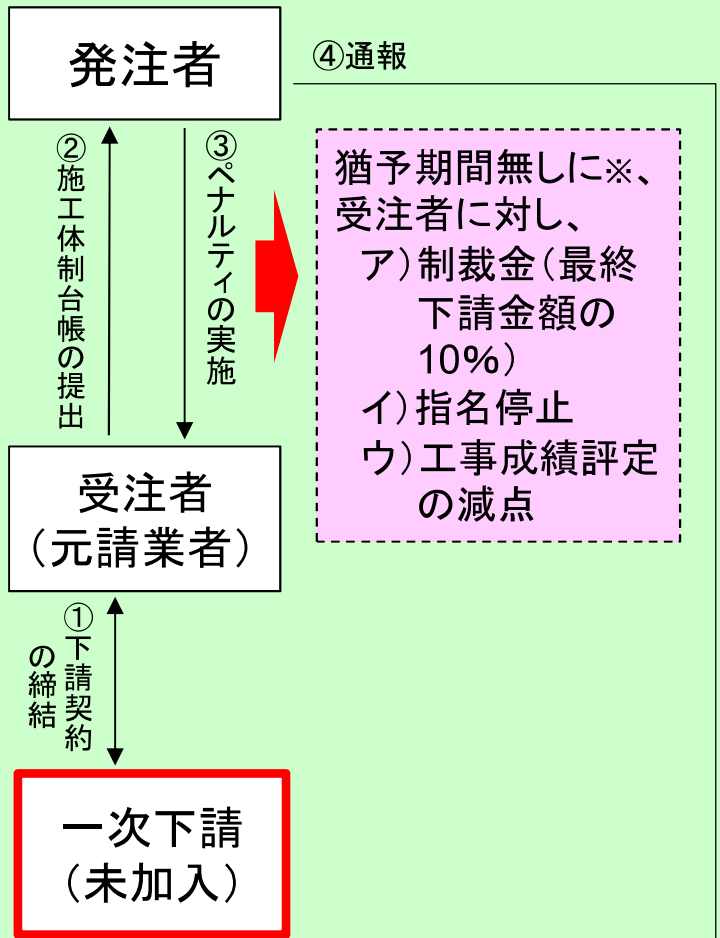 発注者
④通報
②施工体制台帳の提出
③ペナルティの実施
猶予期間無しに※、
受注者に対し、
ア）制裁金（最終
下請金額の
10％）
イ）指名停止
ウ）工事成績評定
の減点
受注者
（元請業者）
①下請契約
の締結
一次下請
（未加入）